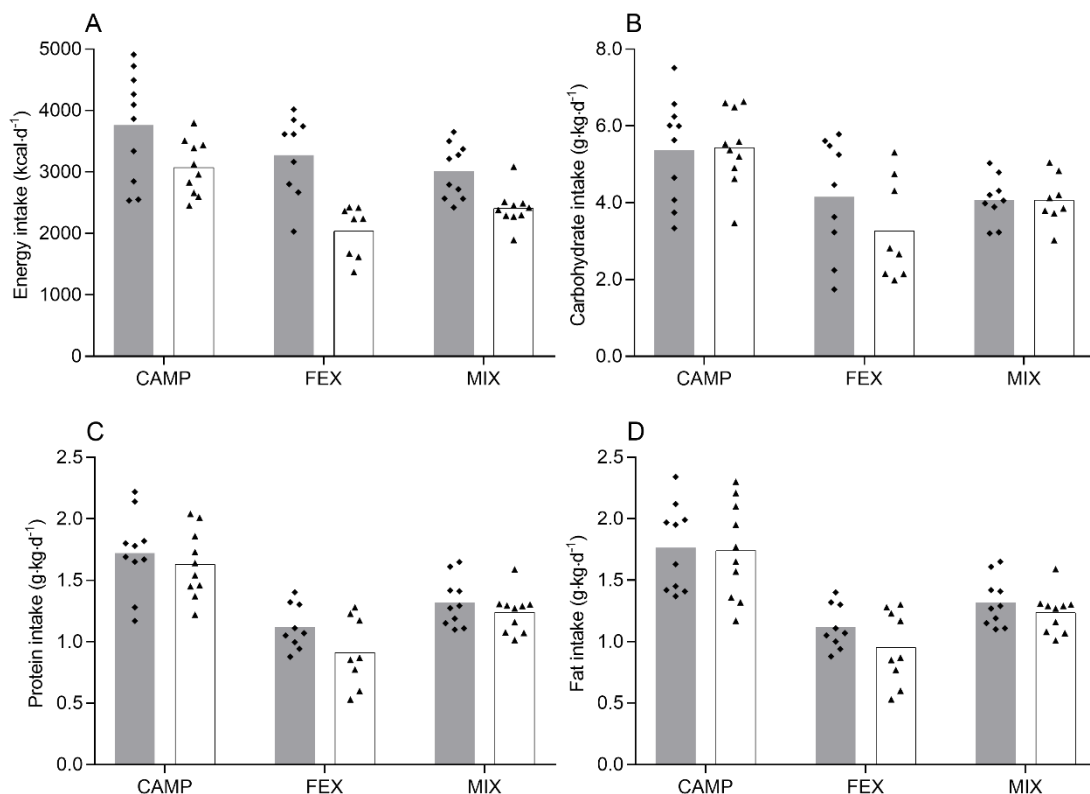 A
Energy intake (kcal·d⁻¹)
5000
4000
3000
2000
1000
0
CAMP FEX MIX
B
Carbohydrate intake (g·kg·d⁻¹)
8.0
6.0
4.0
2.0
0.0
CAMP FEX MIX
C
Protein intake (g·kg·d⁻¹)
2.5
2.0
1.5
1.0
0.5
0.0
CAMP FEX MIX
D
Fat intake (g·kg·d⁻¹)
2.5
2.0
1.5
1.0
0.5
0.0
CAMP FEX MIX